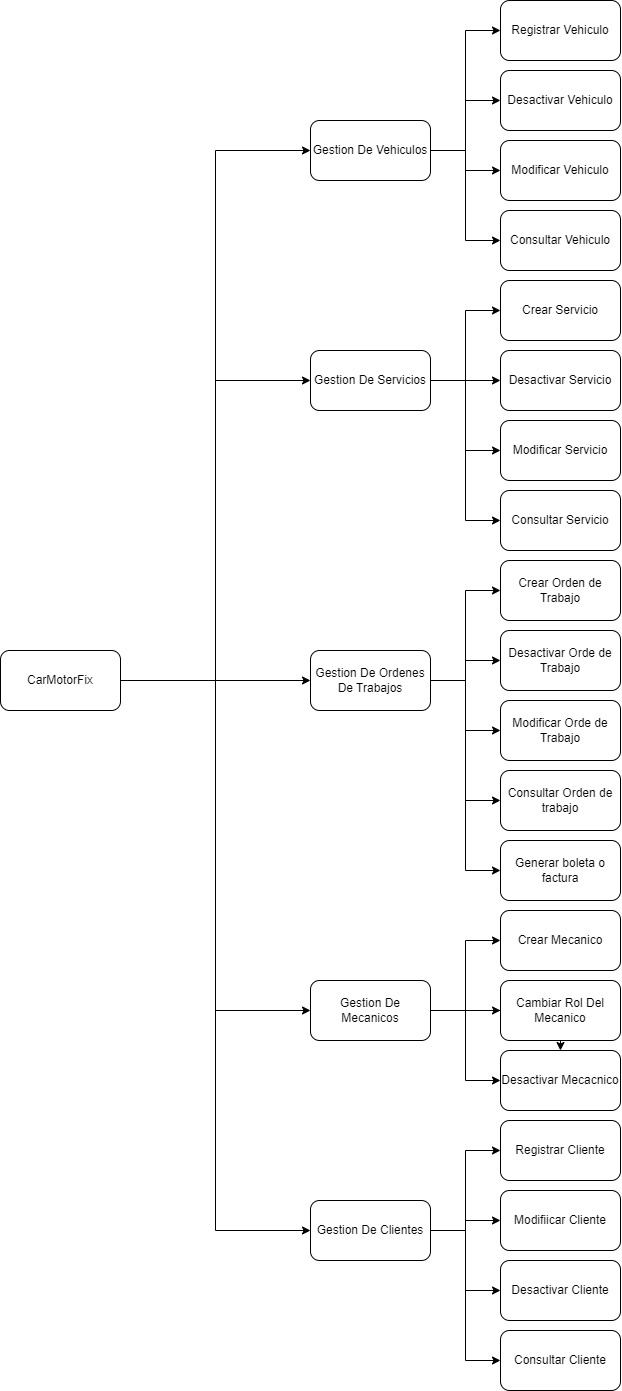 Registrar Vehiculo
Desactivar Vehiculo
Gestion De Vehiculos
Modificar Vehiculo
Consultar Vehiculo
Crear Servicio
Gestion De Servicios
Desactivar Servicio
Modificar Servicio
Consultar Servicio
Crear Orden de
Trabajo
Desactivar Orde de
Trabajo
CarMotorFix
Gestion De Ordenes
De Trabajos
Modificar Orde de
Trabajo
Consultar Orden de
trabajo
Generar boleta o
factura
Crear Mecanico
Gestion De
Mecanicos
Cambiar Rol Del
Mecanico
Desactivar Mecacnico
Registrar Cliente
Gestion De Clientes
Modifiicar Cliente
Desactivar Cliente
Consultar Cliente